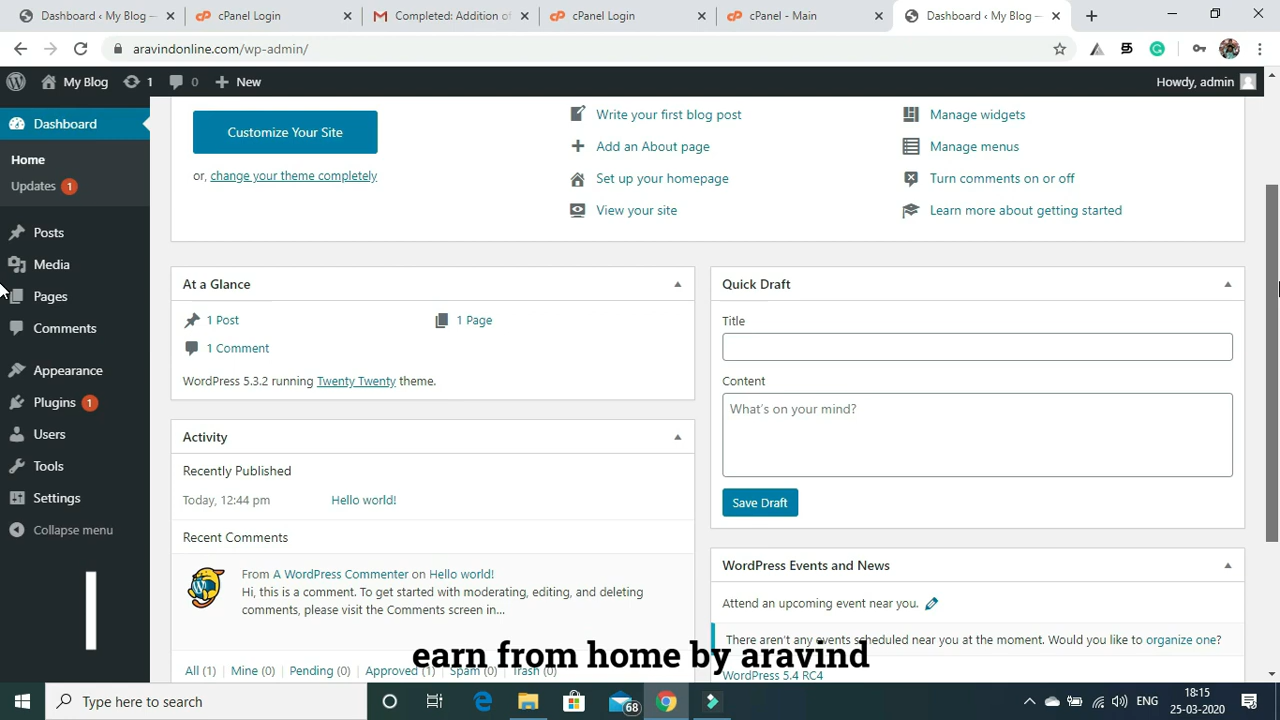 Dashboard ‹ My Blog —
cPanel Login
Completed: Addition of
cPanel Login
cPanel - Main
Dashboard ‹ My Blog —
aravindonline.com/wp-admin/
My Blog
1
0
New
Howdy, admin
Dashboard
Home
Updates 1
Posts
Media
Pages
Comments
Appearance
Plugins 1
Users
Tools
Settings
Collapse menu
Customize Your Site
or, change your theme completely
Write your first blog post
Add an About page
Set up your homepage
View your site
Manage widgets
Manage menus
Turn comments on or off
Learn more about getting started
At a Glance
1 Post
1 Page
1 Comment
WordPress 5.3.2 running Twenty Twenty theme.
Activity
Recently Published
Today, 12:44 pm Hello world!
Recent Comments
From A WordPress Commenter on Hello world!
Hi, this is a comment. To get started with moderating, editing, and deleting
comments, please visit the Comments screen in...
All (1) Mine (0) Pending (0) Approved (1) Spam (0) Trash (0)
Quick Draft
Title
Content
What's on your mind?
Save Draft
WordPress Events and News
Attend an upcoming event near you.
There aren't any events scheduled near you at the moment. Would you like to organize one?
WordPress 5.4 RC4
earn from home by aravind
Type here to search
68
ENG
18:15
25-03-2020